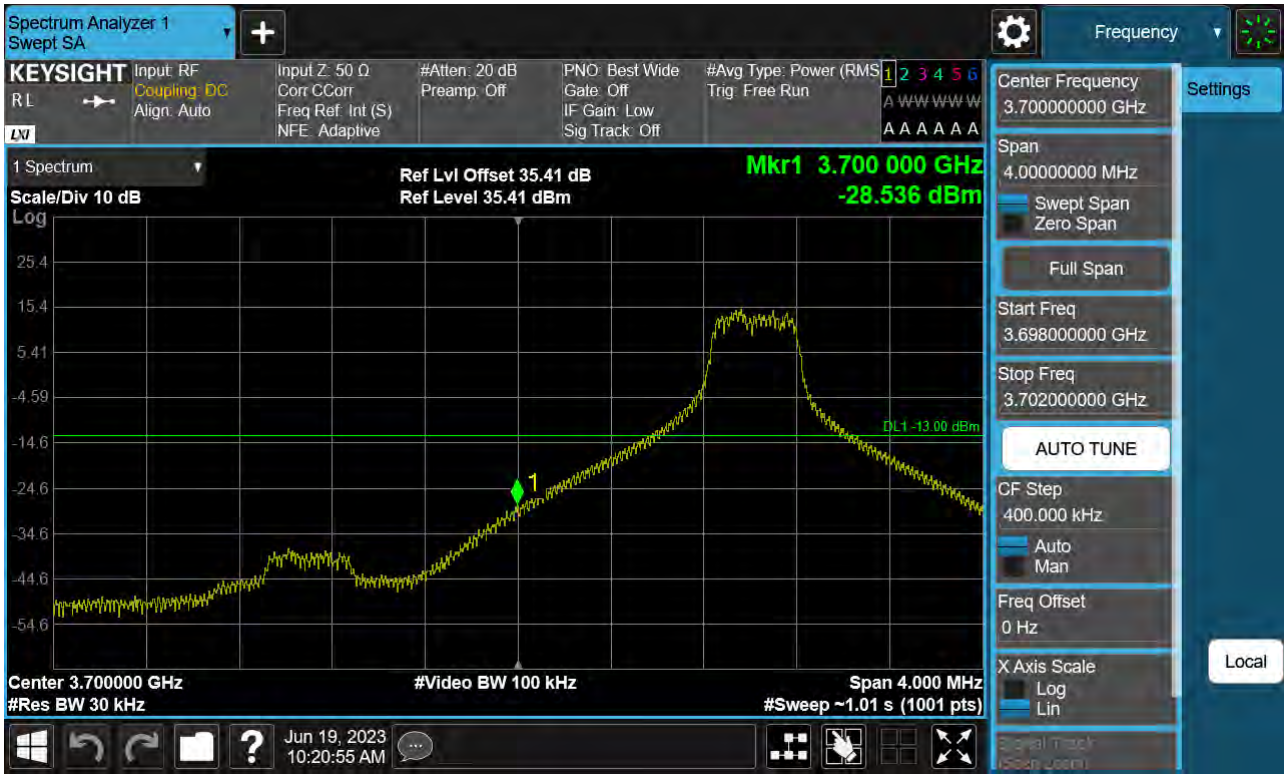 Spectrum Analyzer 1
Swept SA
+
Frequency
KEYSIGHT
RL
LXI
Input: RF
Coupling: DC
Align: Auto
Input Z: 50 Ω
Corr CCorr
Freq Ref: Int (S)
NFE: Adaptive
#Atten: 20 dB
Preamp: Off
PNO: Best Wide
Gate: Off
IF Gain: Low
Sig Track: Off
#Avg Type: Power (RMS
Trig: Free Run
1 2 3 4 5 6
A W W W W W
A A A A A A
1 Spectrum
Scale/Div 10 dB
Log
Ref Lvl Offset 35.41 dB
Ref Level 35.41 dBm
Mkr1 3.700 000 GHz
-28.536 dBm
25.4
15.4
5.41
-4.59
-14.6
-24.6
-34.6
-44.6
-54.6
DL1 -13.00 dBm
1
Center 3.700000 GHz
#Res BW 30 kHz
#Video BW 100 kHz
Span 4.000 MHz
#Sweep ~1.01 s (1001 pts)
Center Frequency
3.700000000 GHz
Span
4.00000000 MHz
Swept Span
Zero Span
Full Span
Start Freq
3.698000000 GHz
Stop Freq
3.702000000 GHz
AUTO TUNE
CF Step
400.000 kHz
Auto
Man
Freq Offset
0 Hz
X Axis Scale
Log
Lin
Signal Track
(Span Zoom)
Settings
Local
?
Jun 19, 2023
10:20:55 AM